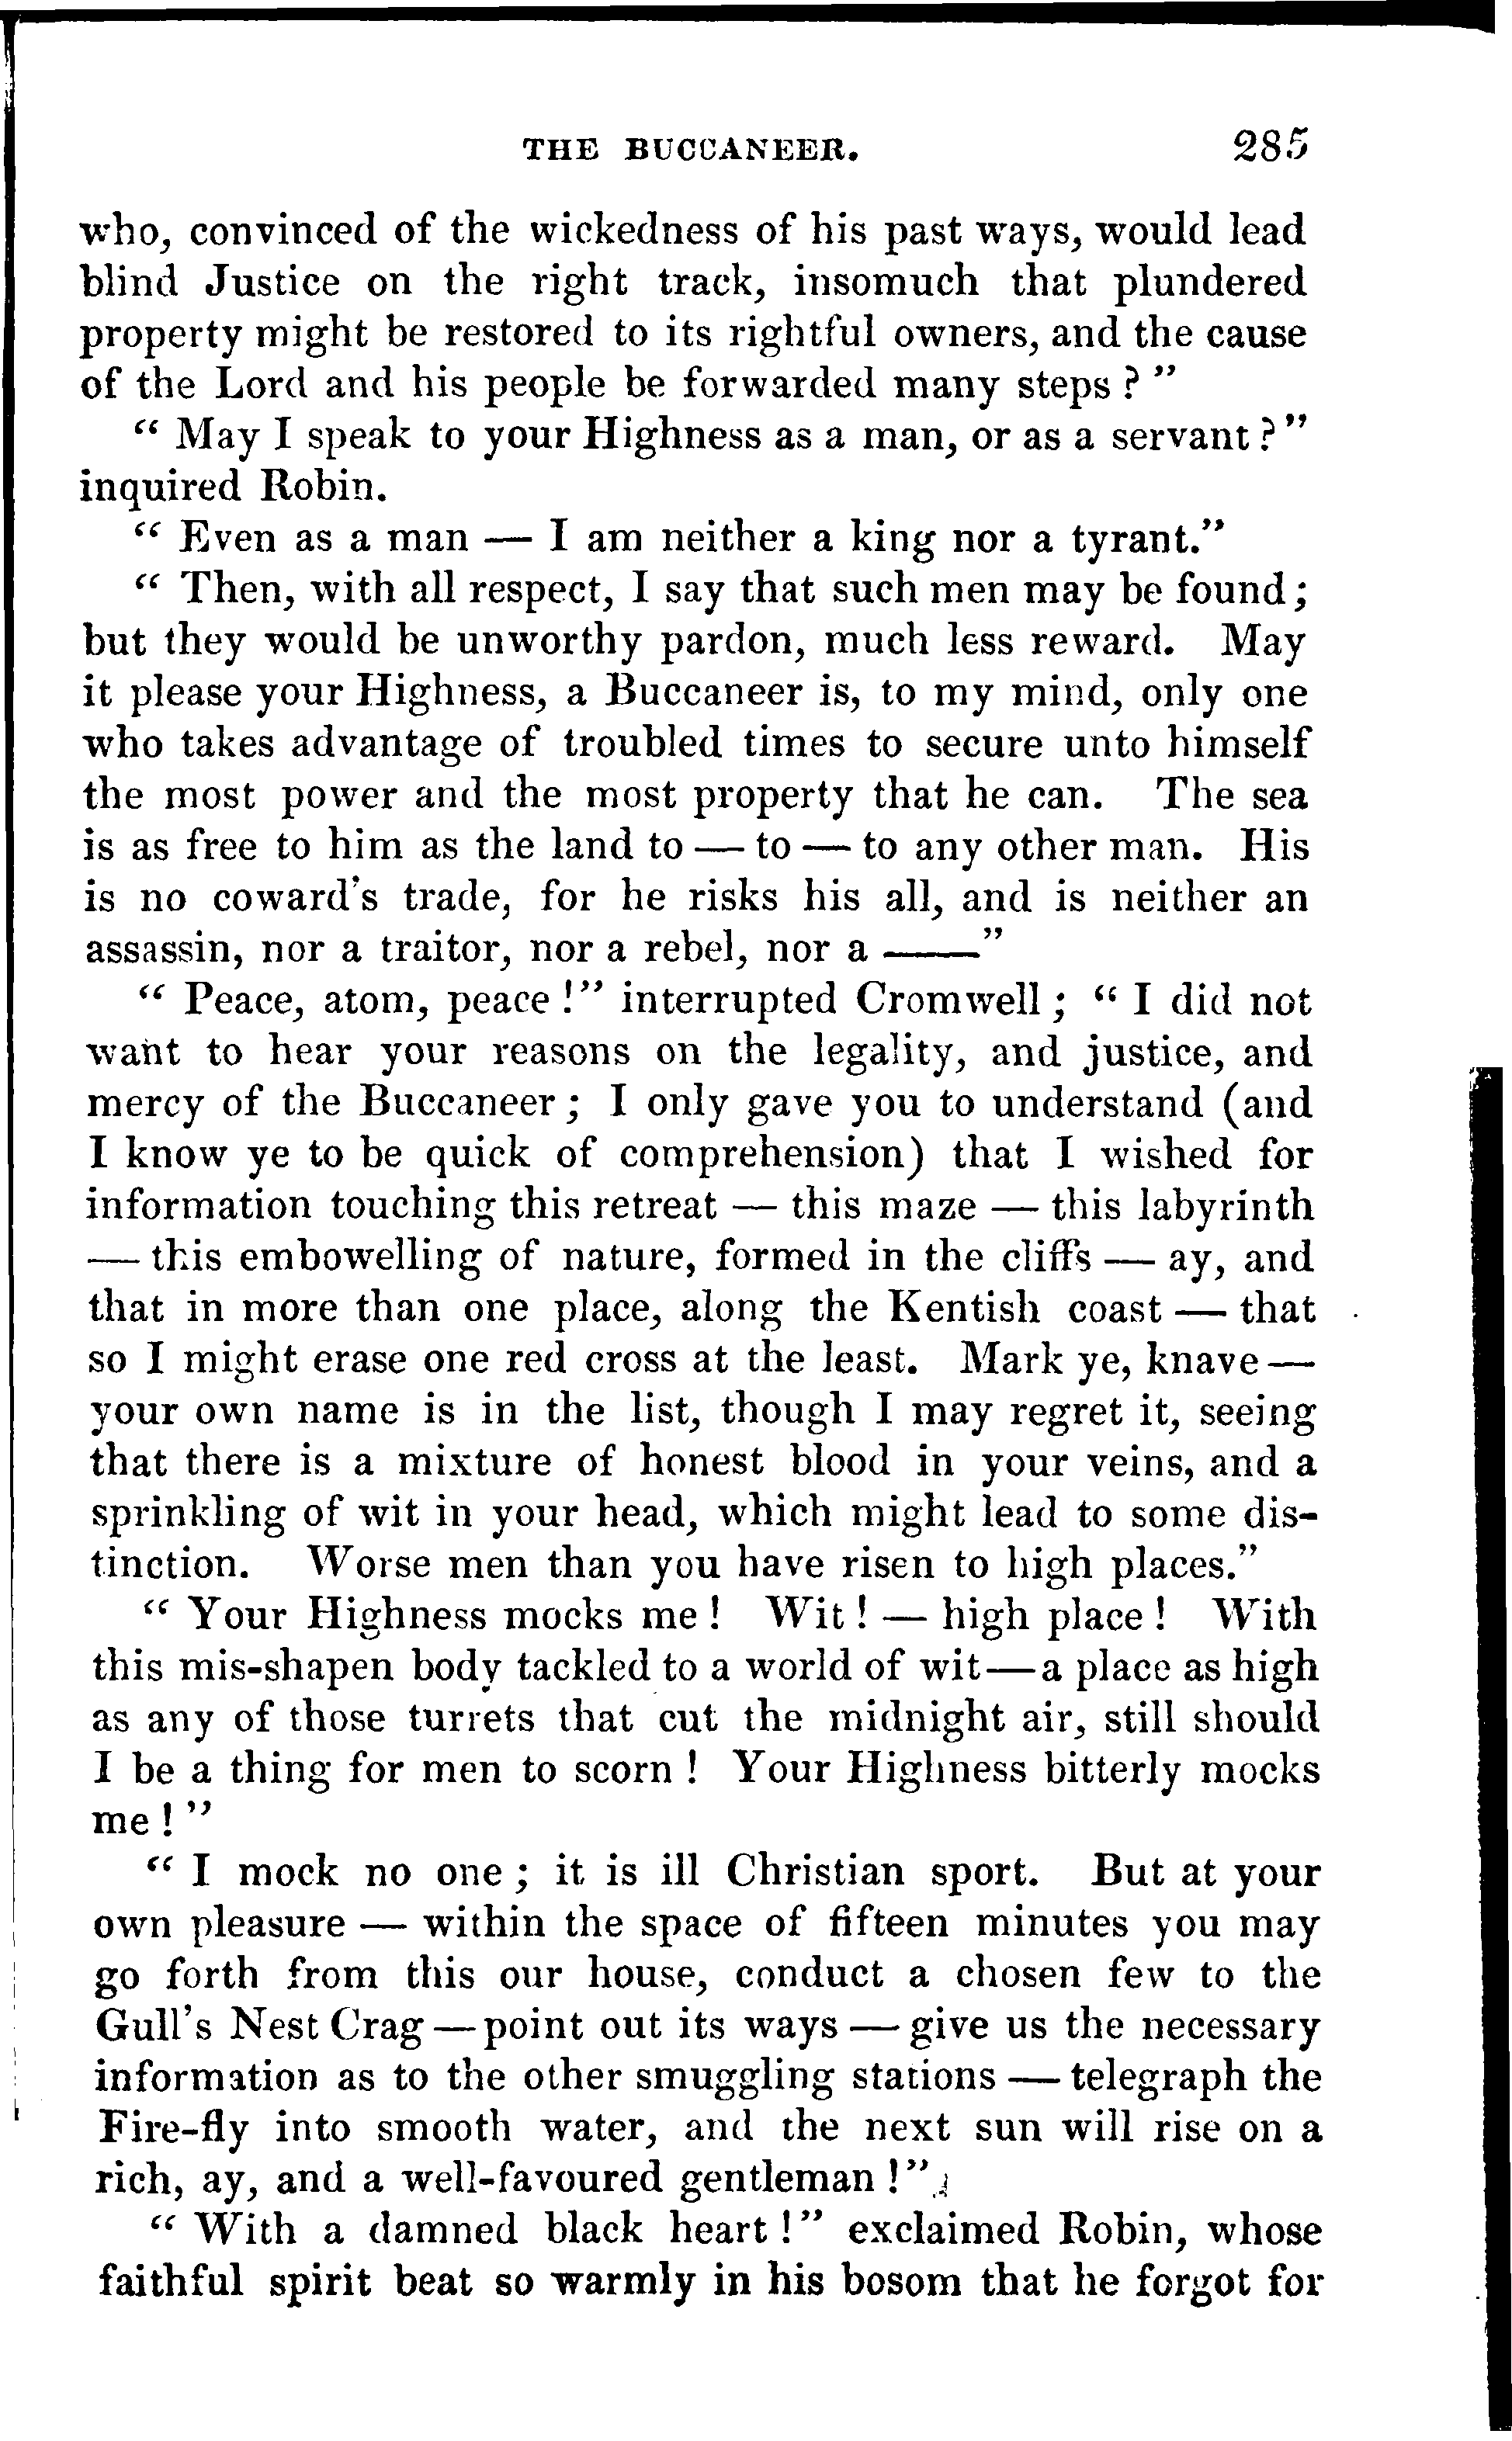 THE BUCCANEER. 285
who, convinced of the wickedness of his past ways, would lead
blind Justice on the right track, insomuch that plundered
property might be restored to its rightful owners, and the cause
of the Lord and his people be forwarded many steps ? "
" May I speak to your Highness as a man, or as a servant ? "
inquired Robin.
" Even as a man — I am neither a king nor a tyrant."
" Then, with all respect, I say that such men may be found ;
but they would be unworthy pardon, much less reward. May
it please your Highness, a Buccaneer is, to my mind, only one
who takes advantage of troubled times to secure unto himself
the most power and the most property that he can. The sea
is as free to him as the land to — to — to any other man. His
is no coward's trade, for he risks his all, and is neither an
assassin, nor a traitor, nor a rebel, nor a ——"
" Peace, atom, peace !" interrupted Cromwell ; " I did not
want to hear your reasons on the legality, and justice, and
mercy of the Buccaneer ; I only gave you to understand (and
I know ye to be quick of comprehension) that I wished for
information touching this retreat — this maze — this labyrinth
— this embowelling of nature, formed in the cliffs — ay, and
that in more than one place, along the Kentish coast — that
so I might erase one red cross at the least. Mark ye, knave —
your own name is in the list, though I may regret it, seeing
that there is a mixture of honest blood in your veins, and a
sprinkling of wit in your head, which might lead to some dis-
tinction. Worse men than you have risen to high places."
" Your Highness mocks me ! Wit ! — high place ! With
this mis-shapen body tackled to a world of wit — a place as high
as any of those turrets that cut the midnight air, still should
I be a thing for men to scorn ! Your Highness bitterly mocks
me ! "
" I mock no one ; it is ill Christian sport. But at your
own pleasure — within the space of fifteen minutes you may
go forth from this our house, conduct a chosen few to the
Gull's Nest Crag — point out its ways — give us the necessary
information as to the other smuggling stations — telegraph the
Fire-fly into smooth water, and the next sun will rise on a
rich, ay, and a well-favoured gentleman !"
" With a damned black heart !" exclaimed Robin, whose
faithful spirit beat so warmly in his bosom that he forgot for